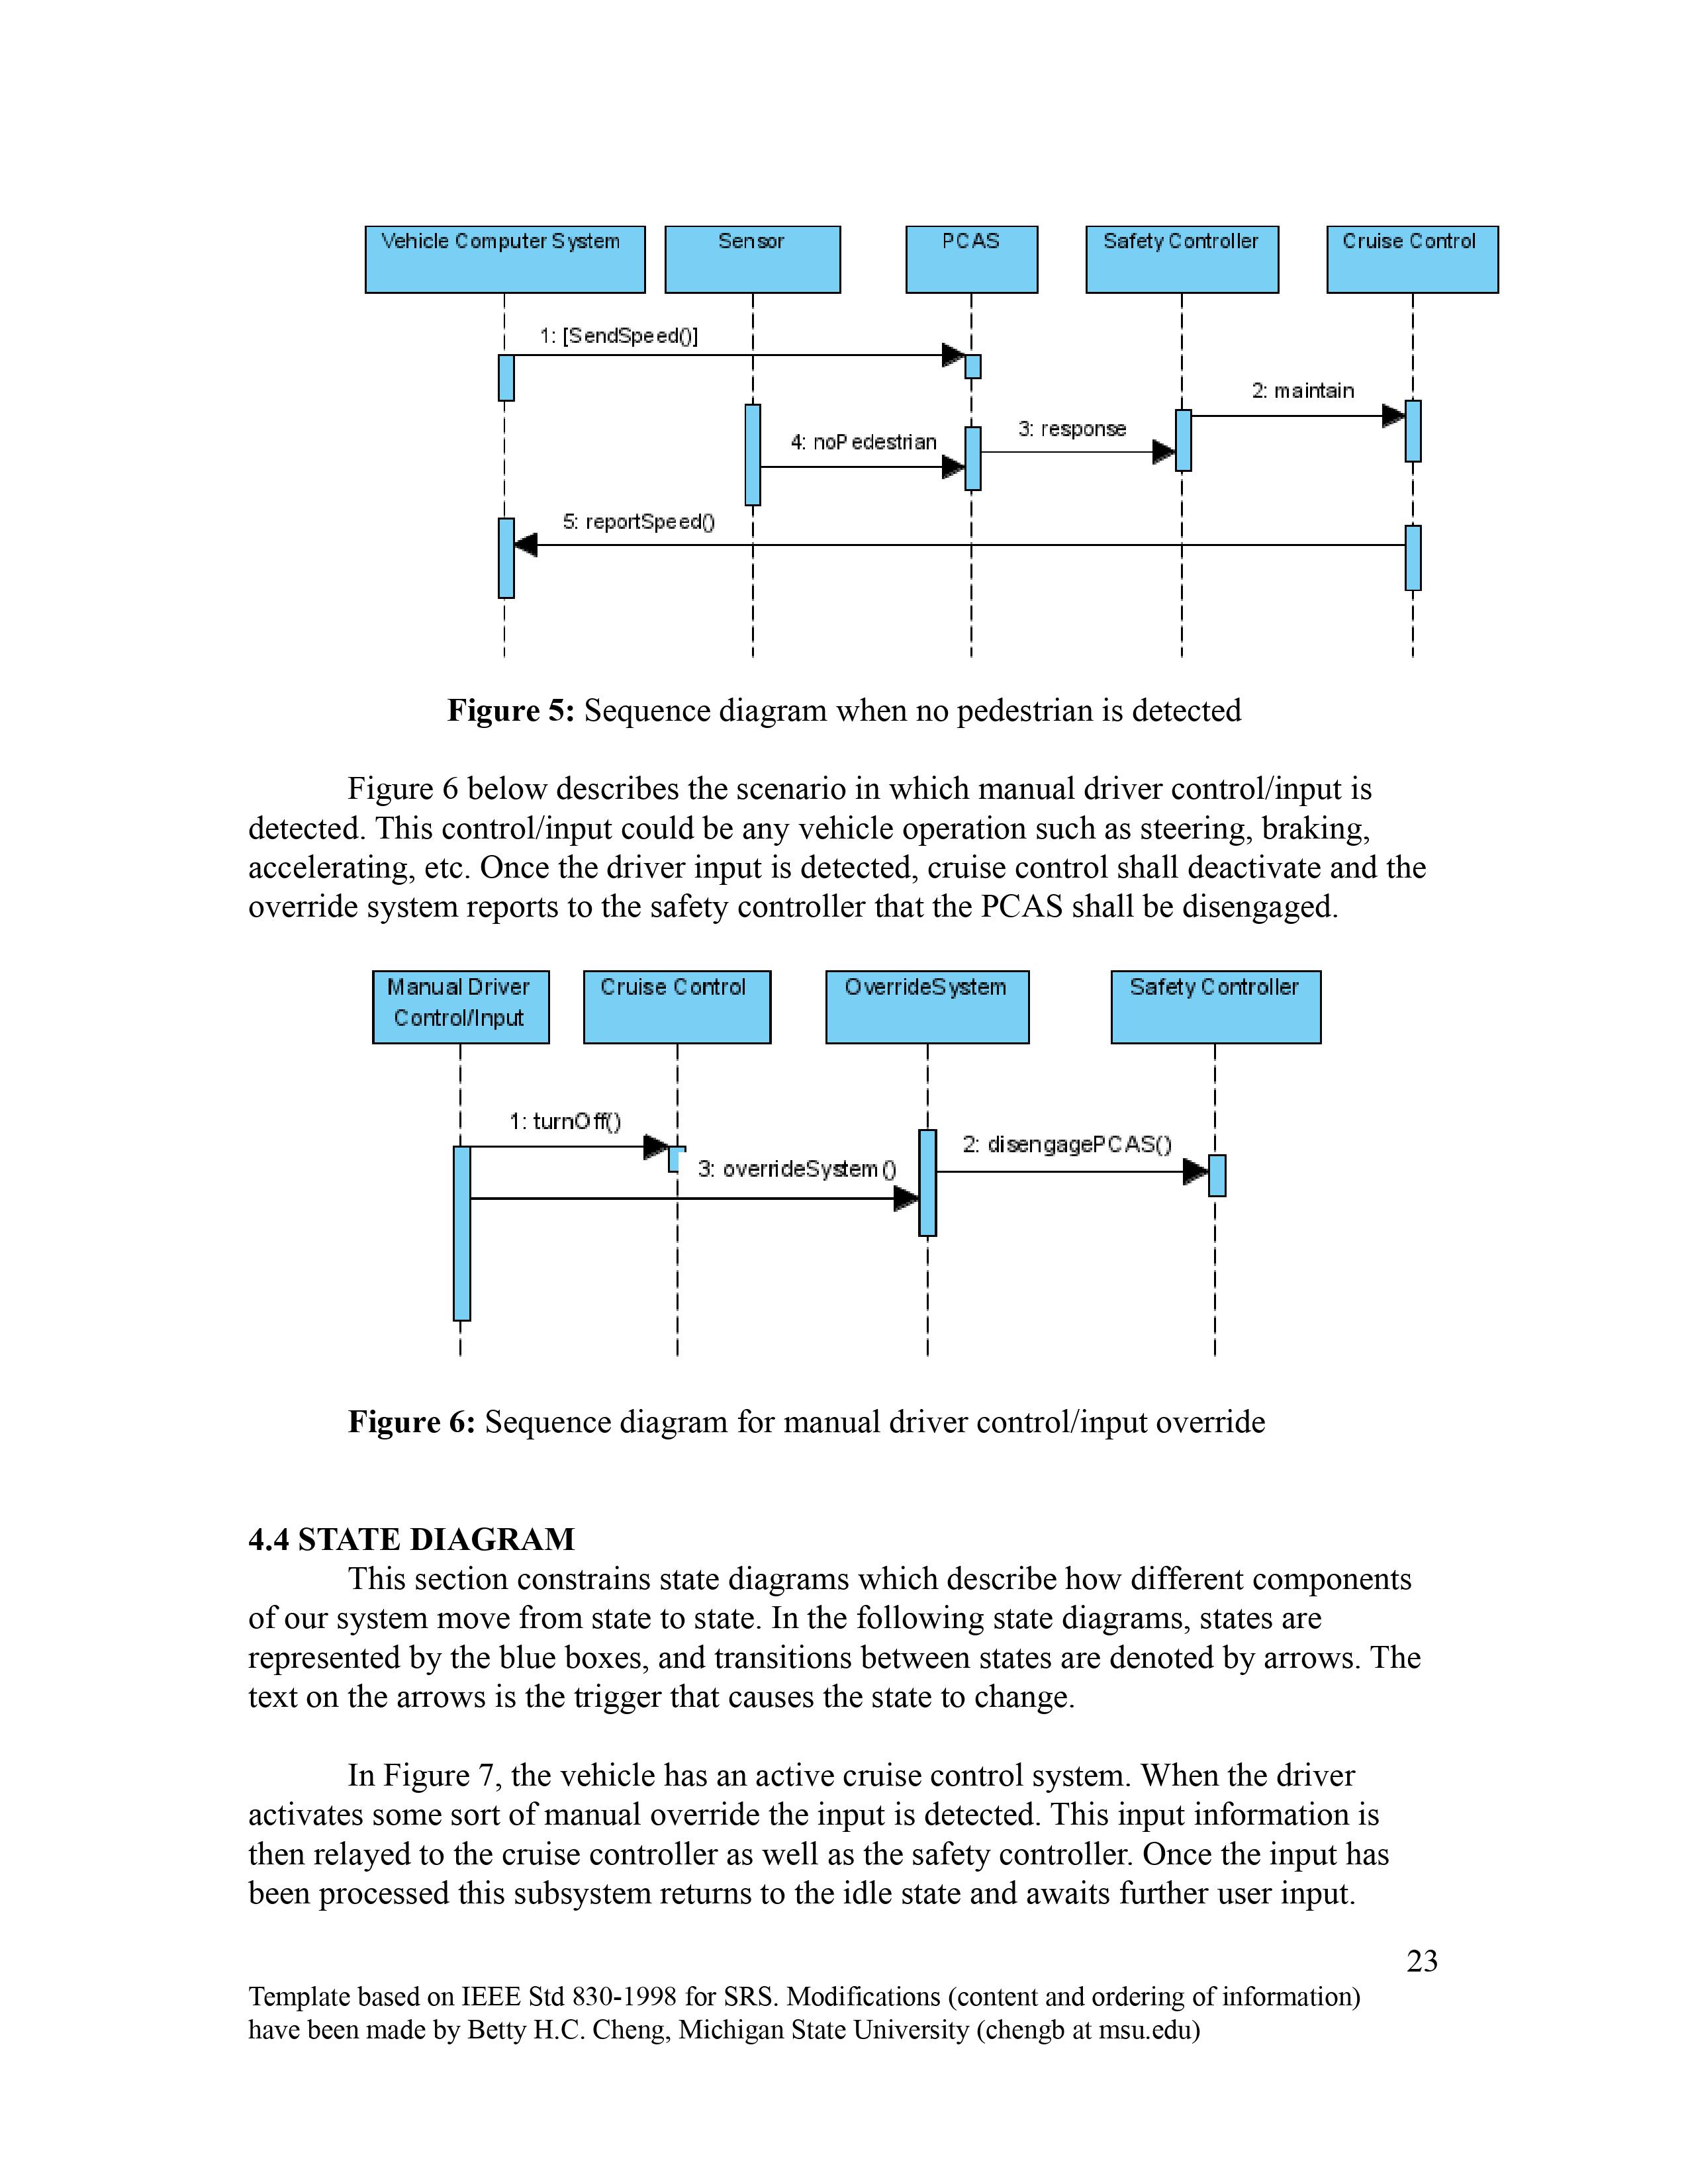 Vehicle Computer System Sensor PCAS Safety Controller Cruise Control
1: [SendSpeed()]
2: maintain
3: response
4: noPedestrian
5: reportSpeed()
Figure 5: Sequence diagram when no pedestrian is detected
Figure 6 below describes the scenario in which manual driver control/input is
detected. This control/input could be any vehicle operation such as steering, braking,
accelerating, etc. Once the driver input is detected, cruise control shall deactivate and the
override system reports to the safety controller that the PCAS shall be disengaged.
Manual Driver Cruise Control OverrideSystem Safety Controller
Control/Input
1: turnOff()
2: disengagePCAS()
3: overrideSystem()
Figure 6: Sequence diagram for manual driver control/input override
4.4 STATE DIAGRAM
This section constrains state diagrams which describe how different components
of our system move from state to state. In the following state diagrams, states are
represented by the blue boxes, and transitions between states are denoted by arrows. The
text on the arrows is the trigger that causes the state to change.
In Figure 7, the vehicle has an active cruise control system. When the driver
activates some sort of manual override the input is detected. This input information is
then relayed to the cruise controller as well as the safety controller. Once the input has
been processed this subsystem returns to the idle state and awaits further user input.
23
Template based on IEEE Std 830-1998 for SRS. Modifications (content and ordering of information)
have been made by Betty H.C. Cheng, Michigan State University (chengb at msu.edu)